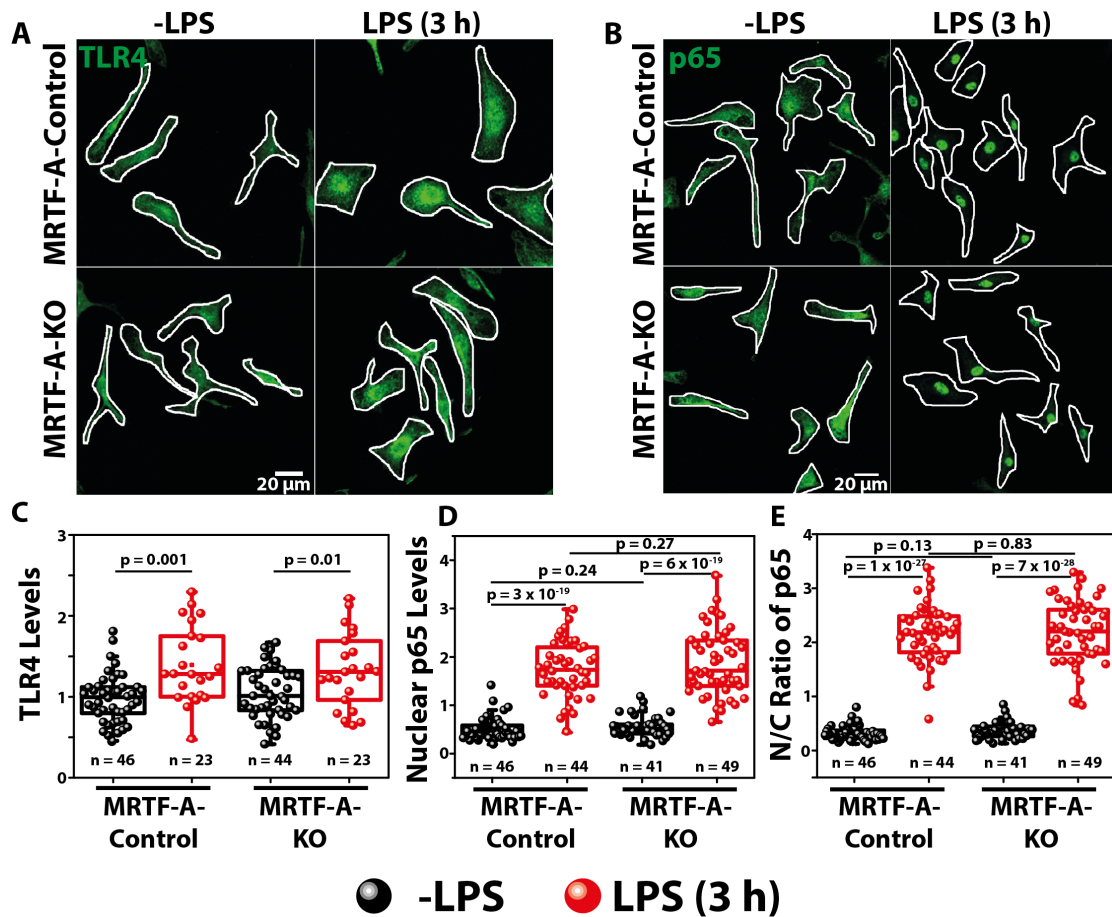 A
-LPS
LPS (3 h)
B
-LPS
LPS (3 h)
TLR4
p65
MRTF-A-Control
MRTF-A-Control
MRTF-A-KO
MRTF-A-KO
20 µm
20 µm
C
TLR4 Levels
3
2
1
0
p = 0.001
p = 0.01
n = 46
n = 23
n = 44
n = 23
MRTF-A-
Control
MRTF-A-
KO
D
Nuclear p65 Levels
4
3
2
1
0
p = 0.27
p = 0.24
p = 6 x 10⁻¹⁹
p = 3 x 10⁻¹⁹
n = 46
n = 44
n = 41
n = 49
MRTF-A-
Control
MRTF-A-
KO
E
N/C Ratio of p65
4
3
2
1
0
p = 0.13
p = 0.83
p = 1 x 10⁻²⁷
p = 7 x 10⁻²⁸
n = 46
n = 44
n = 41
n = 49
MRTF-A-
Control
MRTF-A-
KO
-LPS
LPS (3 h)